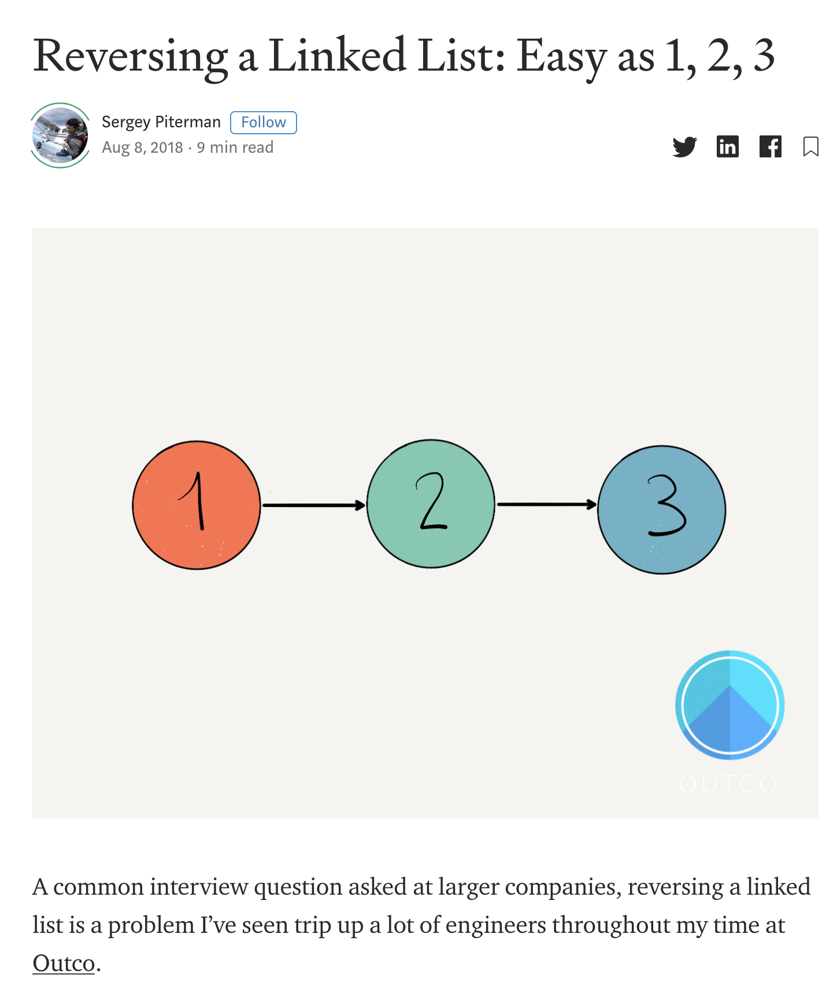 Reversing a Linked List: Easy as 1, 2, 3
Sergey Piterman Follow
Aug 8, 2018 · 9 min read
1 2 3
OUTCO
A common interview question asked at larger companies, reversing a linked
list is a problem I’ve seen trip up a lot of engineers throughout my time at
Outco.